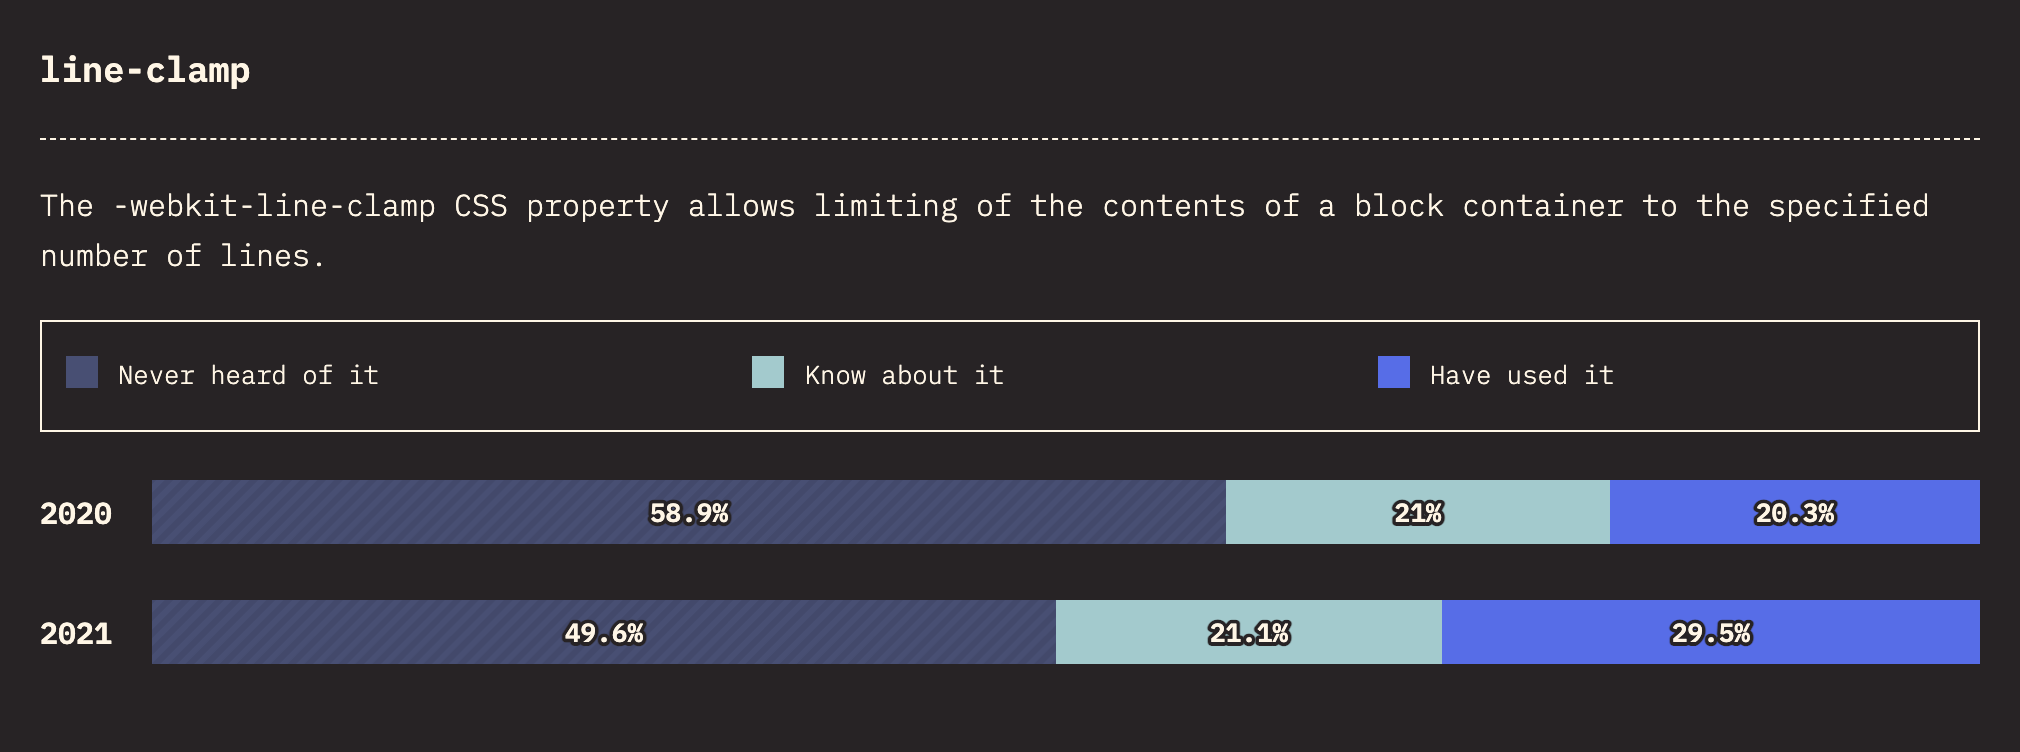 line-clamp
The -webkit-line-clamp CSS property allows limiting of the contents of a block container to the specified
number of lines.
Never heard of it Know about it Have used it
2020 58.9% 21% 20.3%
2021 49.6% 21.1% 29.5%